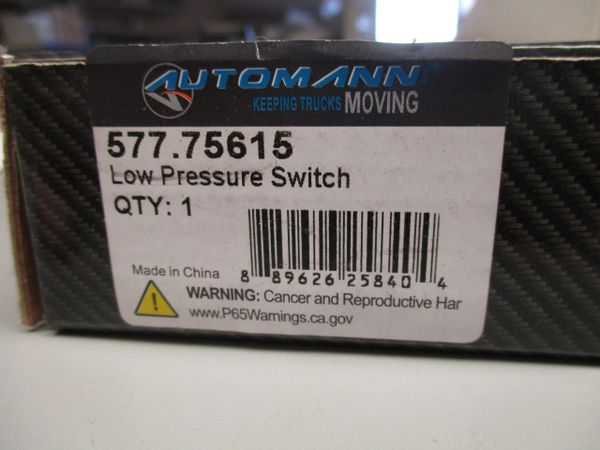 AUTOMANN
KEEPING TRUCKS MOVING
577.75615
Low Pressure Switch
QTY: 1
8 89626 25840 4
Made in China
WARNING: Cancer and Reproductive Har
www.P65Warnings.ca.gov